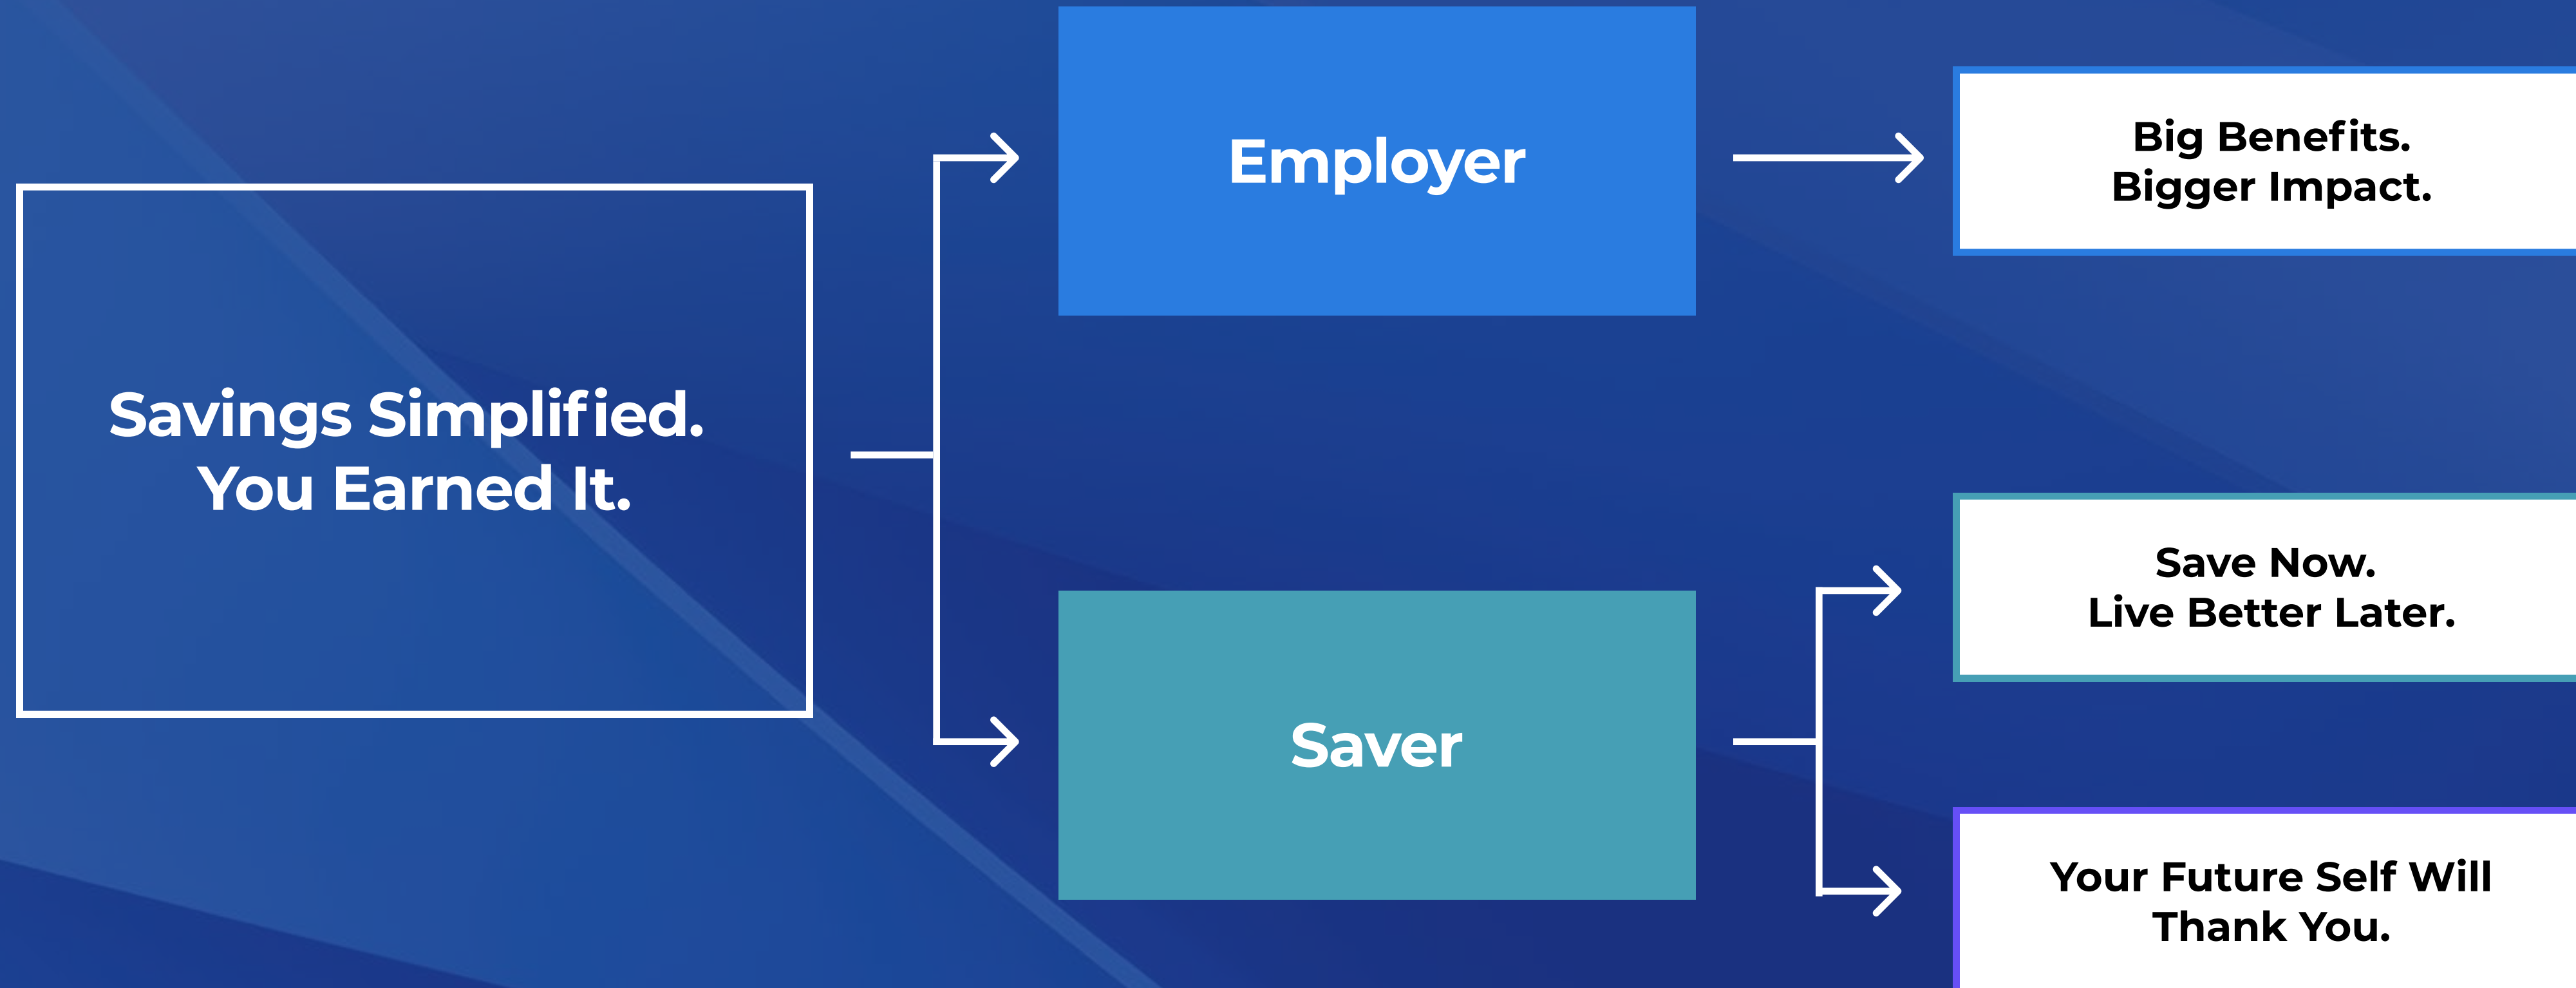 Savings Simplified.
You Earned It.
Employer
Big Benefits.
Bigger Impact.
Saver
Save Now.
Live Better Later.
Your Future Self Will
Thank You.